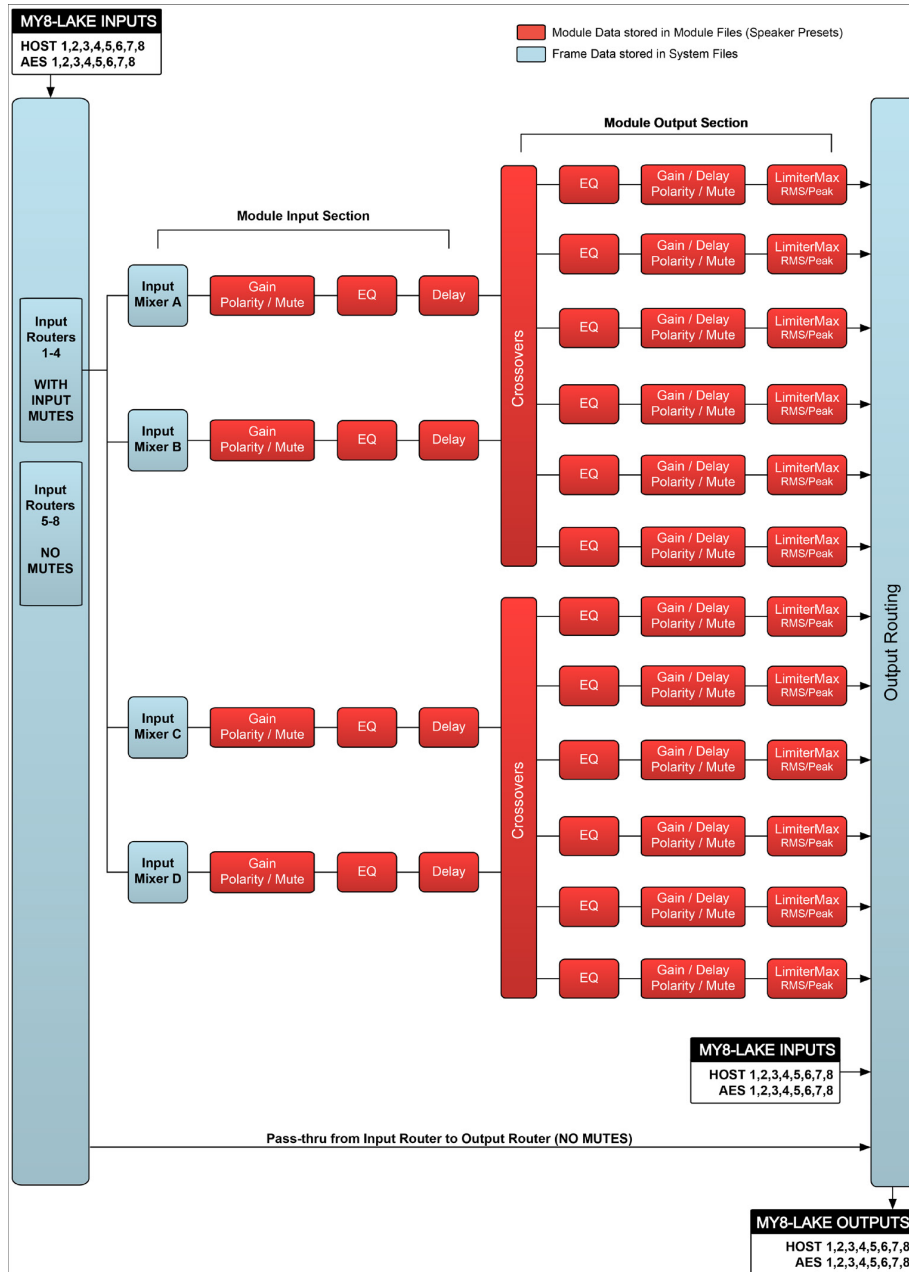 MY8-LAKE INPUTS
HOST 1,2,3,4,5,6,7,8
AES 1,2,3,4,5,6,7,8
Module Data stored in Module Files (Speaker Presets)
Frame Data stored in System Files
Module Output Section
Module Input Section
Input
Routers
1-4
WITH
INPUT
MUTES
Input
Routers
5-8
NO
MUTES
Input
Mixer A
Gain
Polarity / Mute
EQ
Delay
Input
Mixer B
Gain
Polarity / Mute
EQ
Delay
Crossovers
EQ
Gain / Delay
Polarity / Mute
LimiterMax
RMS/Peak
EQ
Gain / Delay
Polarity / Mute
LimiterMax
RMS/Peak
EQ
Gain / Delay
Polarity / Mute
LimiterMax
RMS/Peak
EQ
Gain / Delay
Polarity / Mute
LimiterMax
RMS/Peak
EQ
Gain / Delay
Polarity / Mute
LimiterMax
RMS/Peak
EQ
Gain / Delay
Polarity / Mute
LimiterMax
RMS/Peak
Input
Mixer C
Gain
Polarity / Mute
EQ
Delay
Input
Mixer D
Gain
Polarity / Mute
EQ
Delay
Crossovers
EQ
Gain / Delay
Polarity / Mute
LimiterMax
RMS/Peak
EQ
Gain / Delay
Polarity / Mute
LimiterMax
RMS/Peak
EQ
Gain / Delay
Polarity / Mute
LimiterMax
RMS/Peak
EQ
Gain / Delay
Polarity / Mute
LimiterMax
RMS/Peak
EQ
Gain / Delay
Polarity / Mute
LimiterMax
RMS/Peak
EQ
Gain / Delay
Polarity / Mute
LimiterMax
RMS/Peak
Output Routing
MY8-LAKE INPUTS
HOST 1,2,3,4,5,6,7,8
AES 1,2,3,4,5,6,7,8
Pass-thru from Input Router to Output Router (NO MUTES)
MY8-LAKE OUTPUTS
HOST 1,2,3,4,5,6,7,8
AES 1,2,3,4,5,6,7,8